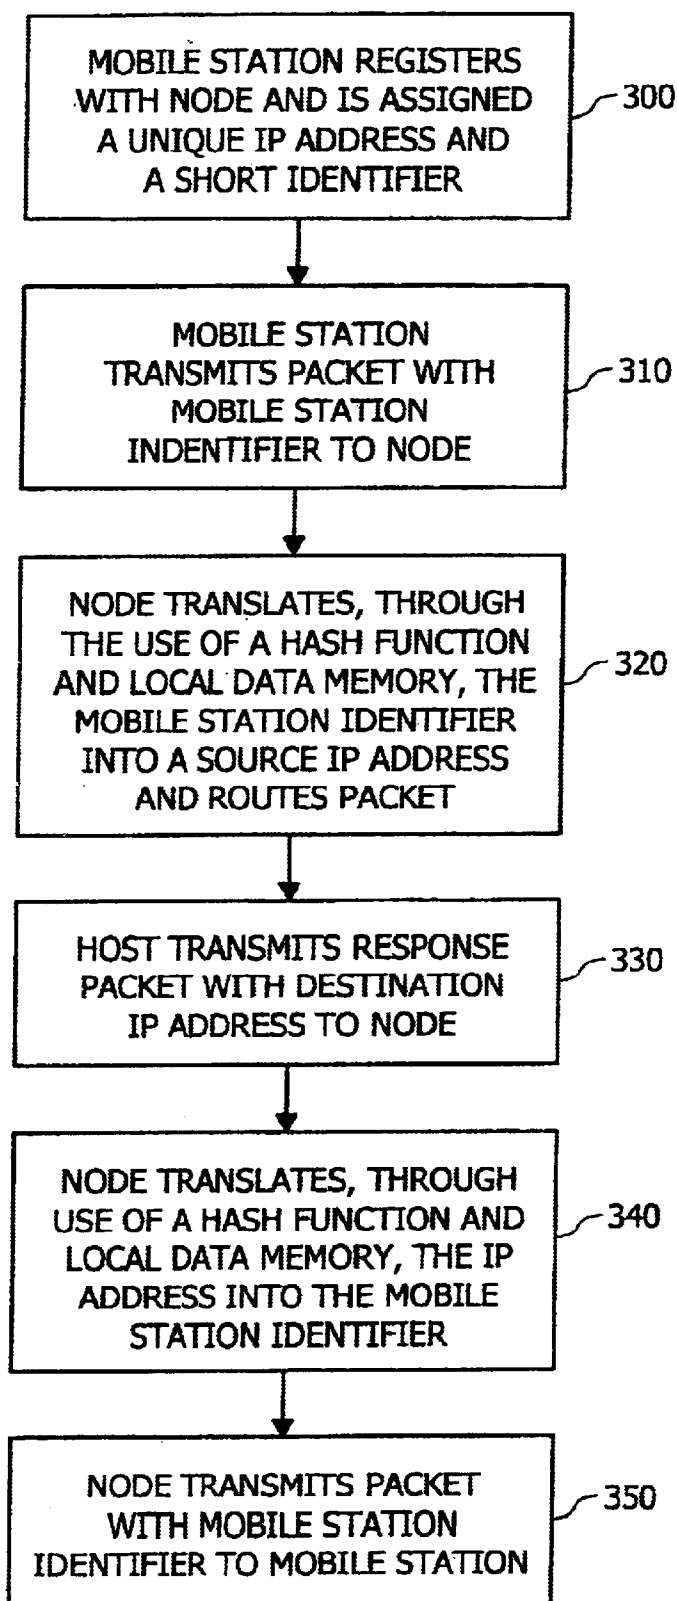 MOBILE STATION REGISTERS
WITH NODE AND IS ASSIGNED
A UNIQUE IP ADDRESS AND
A SHORT IDENTIFIER
300
MOBILE STATION
TRANSMITS PACKET WITH
MOBILE STATION
INDENTIFIER TO NODE
310
NODE TRANSLATES, THROUGH
THE USE OF A HASH FUNCTION
AND LOCAL DATA MEMORY, THE
MOBILE STATION IDENTIFIER
INTO A SOURCE IP ADDRESS
AND ROUTES PACKET
320
HOST TRANSMITS RESPONSE
PACKET WITH DESTINATION
IP ADDRESS TO NODE
330
NODE TRANSLATES, THROUGH
USE OF A HASH FUNCTION AND
LOCAL DATA MEMORY, THE IP
ADDRESS INTO THE MOBILE
STATION IDENTIFIER
340
NODE TRANSMITS PACKET
WITH MOBILE STATION
IDENTIFIER TO MOBILE STATION
350